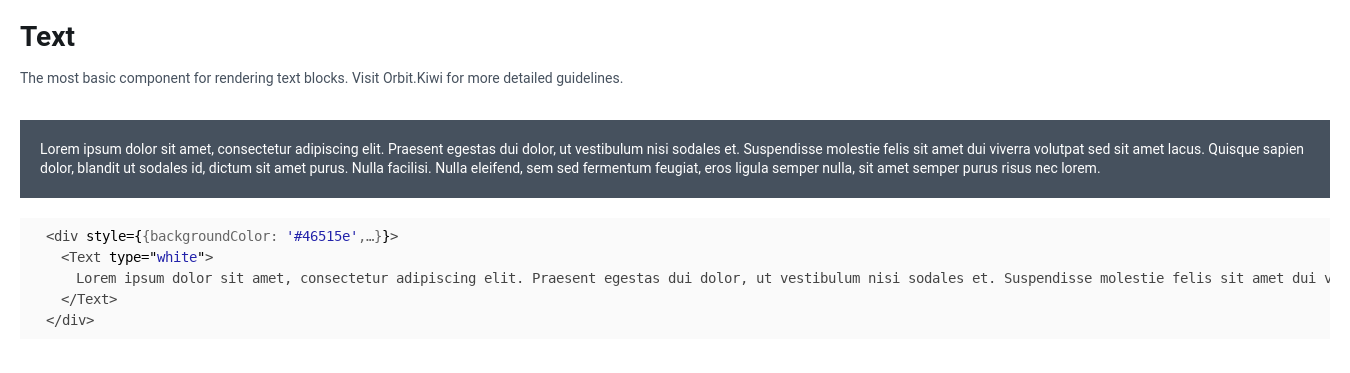 Text
The most basic component for rendering text blocks. Visit Orbit.Kiwi for more detailed guidelines.
Lorem ipsum dolor sit amet, consectetur adipiscing elit. Praesent egestas dui dolor, ut vestibulum nisi sodales et. Suspendisse molestie felis sit amet dui viverra volutpat sed sit amet lacus. Quisque sapien
dolor, blandit ut sodales id, dictum sit amet purus. Nulla facilisi. Nulla eleifend, sem sed fermentum feugiat, eros ligula semper nulla, sit amet semper purus risus nec lorem.
<div style={{backgroundColor: '#46515e',…}}>
<Text type="white">
Lorem ipsum dolor sit amet, consectetur adipiscing elit. Praesent egestas dui dolor, ut vestibulum nisi sodales et. Suspendisse molestie felis sit amet dui v
</Text>
</div>